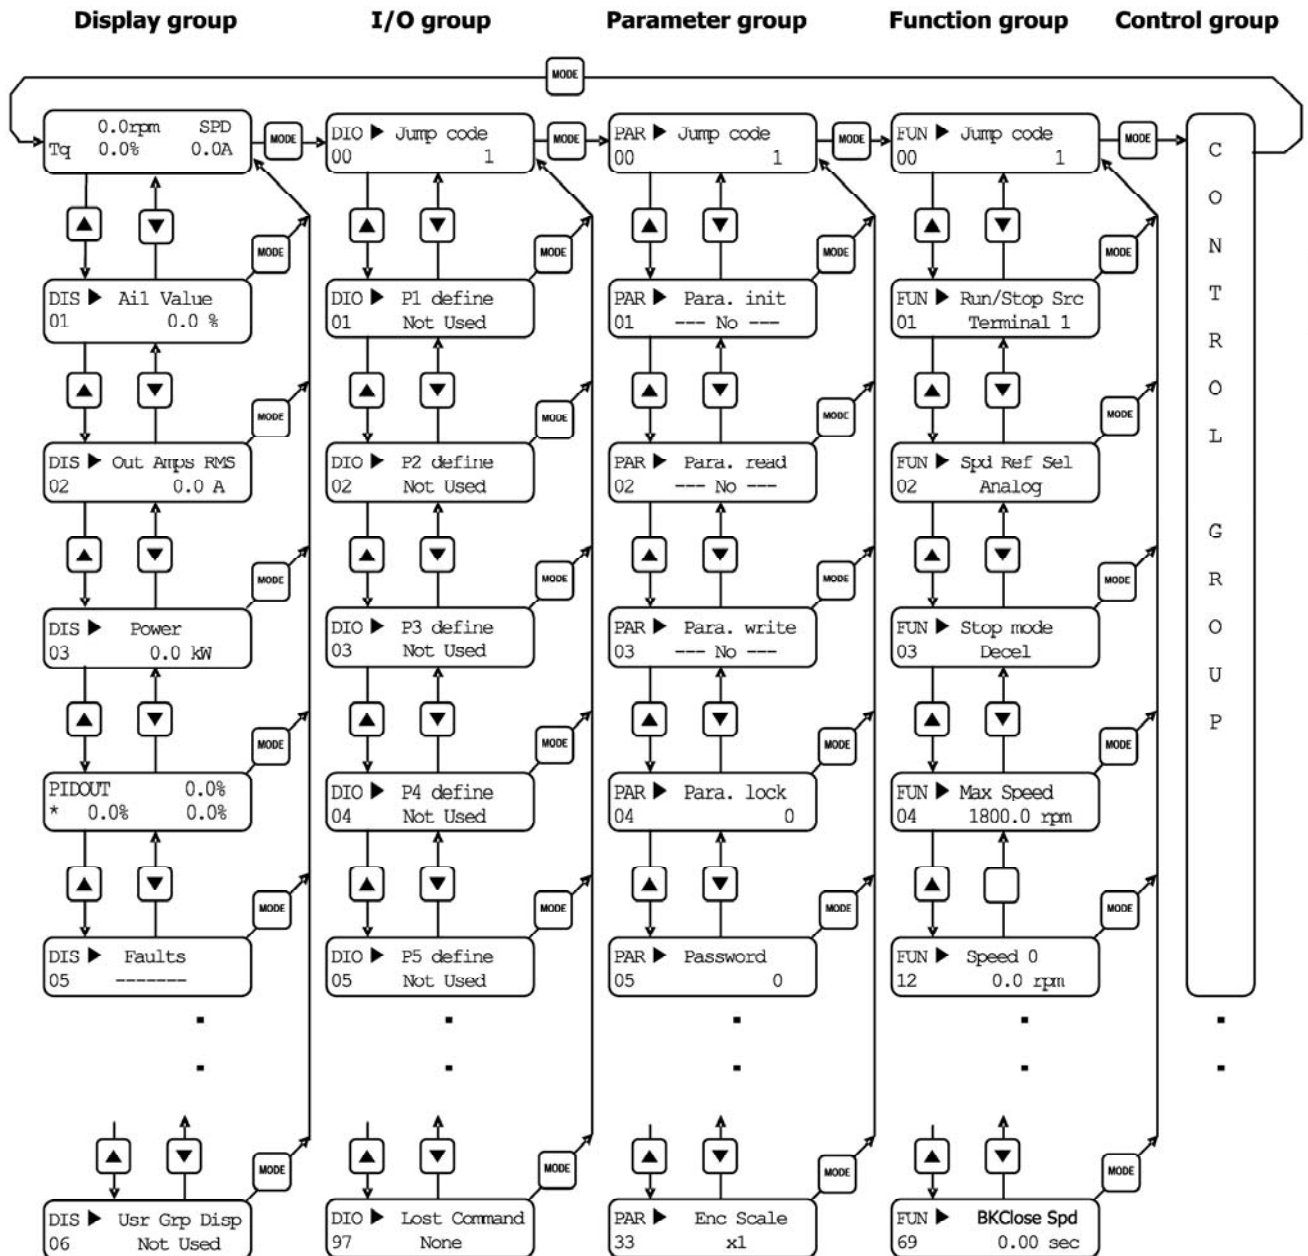 Display group I/O group Parameter group Function group Control group
MODE
0.0rpm SPD
Tq 0.0% 0.0A
MODE
DIO ▶ Jump code
00 1
MODE
PAR ▶ Jump code
00 1
MODE
FUN ▶ Jump code
00 1
MODE
CONTROL GROUP
▲ ▼ ▲ ▼ ▲ ▼ ▲ ▼
MODE MODE MODE MODE
DIS ▶ Ai1 Value
01 0.0 %
DIO ▶ P1 define
01 Not Used
PAR ▶ Para. init
01 --- No ---
FUN ▶ Run/Stop Src
01 Terminal 1
▲ ▼ ▲ ▼ ▲ ▼ ▲ ▼
MODE MODE MODE MODE
DIS ▶ Out Amps RMS
02 0.0 A
DIO ▶ P2 define
02 Not Used
PAR ▶ Para. read
02 --- No ---
FUN ▶ Spd Ref Sel
02 Analog
▲ ▼ ▲ ▼ ▲ ▼ ▲ ▼
MODE MODE MODE MODE
DIS ▶ Power
03 0.0 kW
DIO ▶ P3 define
03 Not Used
PAR ▶ Para. write
03 --- No ---
FUN ▶ Stop mode
03 Decel
▲ ▼ ▲ ▼ ▲ ▼ ▲ ▼
MODE MODE MODE MODE
PIDOUT 0.0%
* 0.0% 0.0%
DIO ▶ P4 define
04 Not Used
PAR ▶ Para. lock
04 0
FUN ▶ Max Speed
04 1800.0 rpm
▲ ▼ ▲ ▼ ▲ ▼ ▲
MODE MODE MODE MODE
DIS ▶ Faults
05 -------
DIO ▶ P5 define
05 Not Used
PAR ▶ Password
05 0
FUN ▶ Speed 0
12 0.0 rpm
▲ ▼ ▲ ▼ ▲ ▼ ▲ ▼
MODE MODE MODE MODE
DIS ▶ Usr Grp Disp
06 Not Used
DIO ▶ Lost Command
97 None
PAR ▶ Enc Scale
33 x1
FUN ▶ BKClose Spd
69 0.00 sec